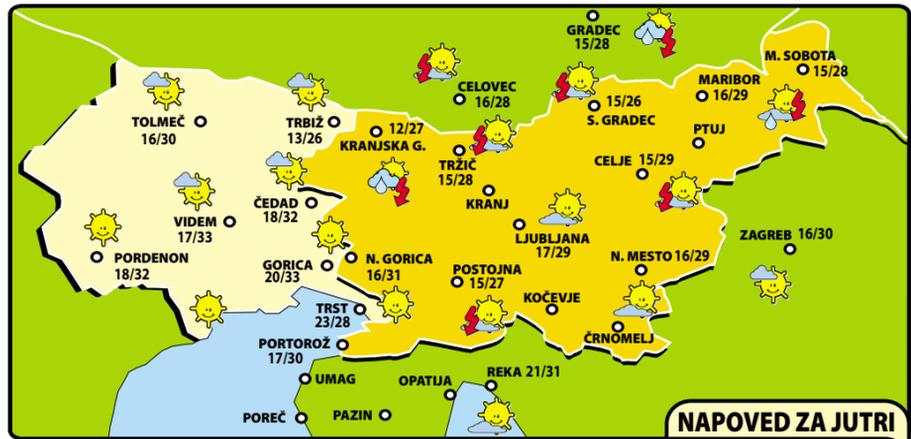 GRADEC
15/28
M. SOBOTA
15/28
CELOVEC
16/28
MARIBOR
16/29
15/26
S. GRADEC
TOLMEČ
16/30
TRBIŽ
13/26
12/27
KRANJSKA G.
PTUJ
TRŽIČ
15/28
CELJE 15/29
KRANJ
ČEDAD
18/32
VIDEM
17/33
LJUBLJANA
17/29
ZAGREB 16/30
PORDENON
18/32
GORICA
20/33
N. GORICA
16/31
N. MESTO 16/29
POSTOJNA
15/27
KOČEVJE
TRST
23/28
ČRNOMELJ
PORTOROŽ
17/30
UMAG
OPATIJA
REKA 21/31
POREČ
PAZIN
NAPOVED ZA JUTRI